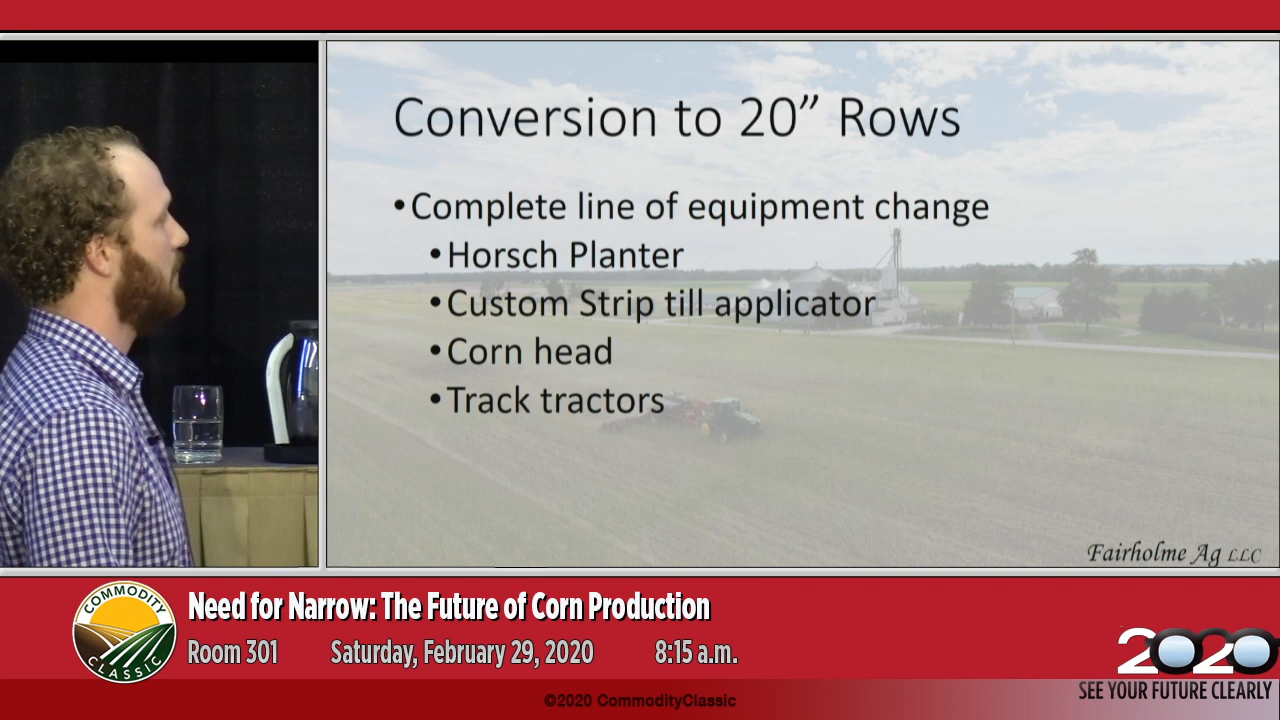 Conversion to 20” Rows
•Complete line of equipment change
•Horsch Planter
•Custom Strip till applicator
•Corn head
•Track tractors
Fairholme Ag LLC
COMMODITY
CLASSIC
Need for Narrow: The Future of Corn Production
Room 301 Saturday, February 29, 2020 8:15 a.m.
2020
SEE YOUR FUTURE CLEARLY
©2020 CommodityClassic